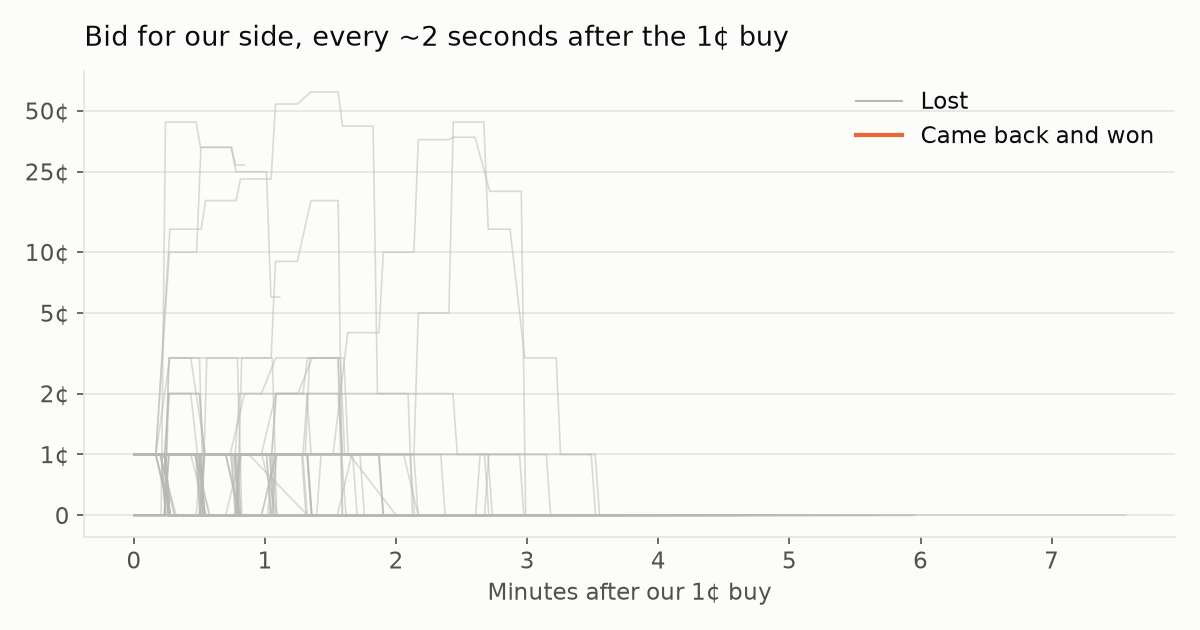 Bid for our side, every ~2 seconds after the 1¢ buy
Lost
Came back and won
50¢
25¢
10¢
5¢
2¢
1¢
0
0 1 2 3 4 5 6 7
Minutes after our 1¢ buy